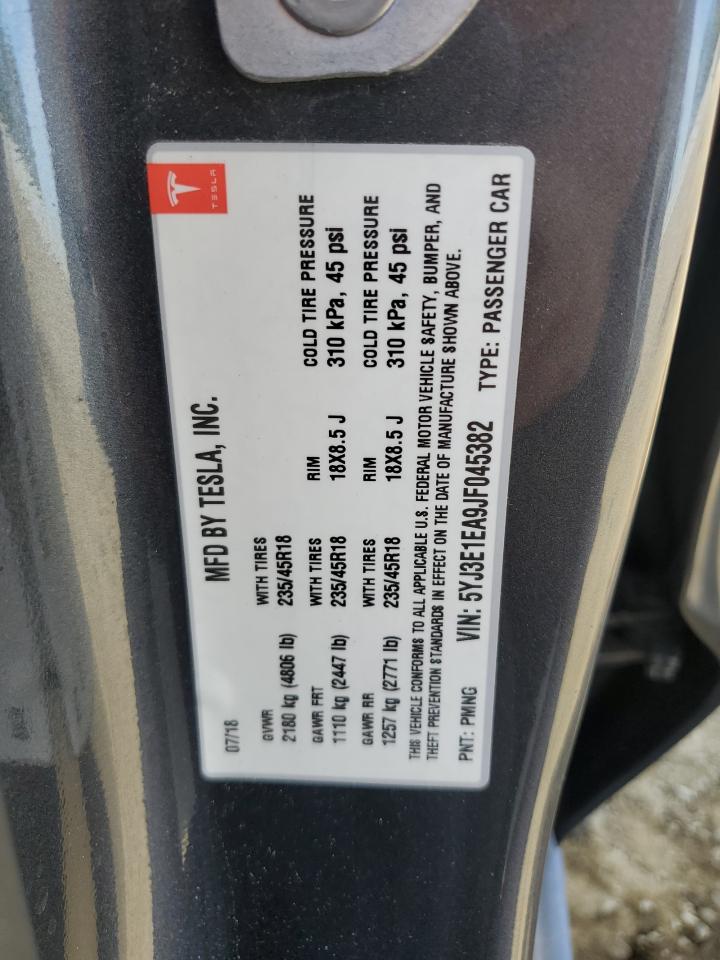 TESLA
MFD BY TESLA, INC.
07/18
GVWR WITH TIRES RIM COLD TIRE PRESSURE
2180 kg (4806 lb) 235/45R18
GAWR FRT WITH TIRES RIM COLD TIRE PRESSURE
1110 kg (2447 lb) 235/45R18 18X8.5 J 310 kPa, 45 psi
GAWR RR WITH TIRES RIM COLD TIRE PRESSURE
1257 kg (2771 lb) 235/45R18 18X8.5 J 310 kPa, 45 psi
THIS VEHICLE CONFORMS TO ALL APPLICABLE U.S. FEDERAL MOTOR VEHICLE SAFETY, BUMPER, AND
THEFT PREVENTION STANDARDS IN EFFECT ON THE DATE OF MANUFACTURE SHOWN ABOVE.
PNT: PMNG VIN: 5YJ3E1EA9JF045382 TYPE: PASSENGER CAR